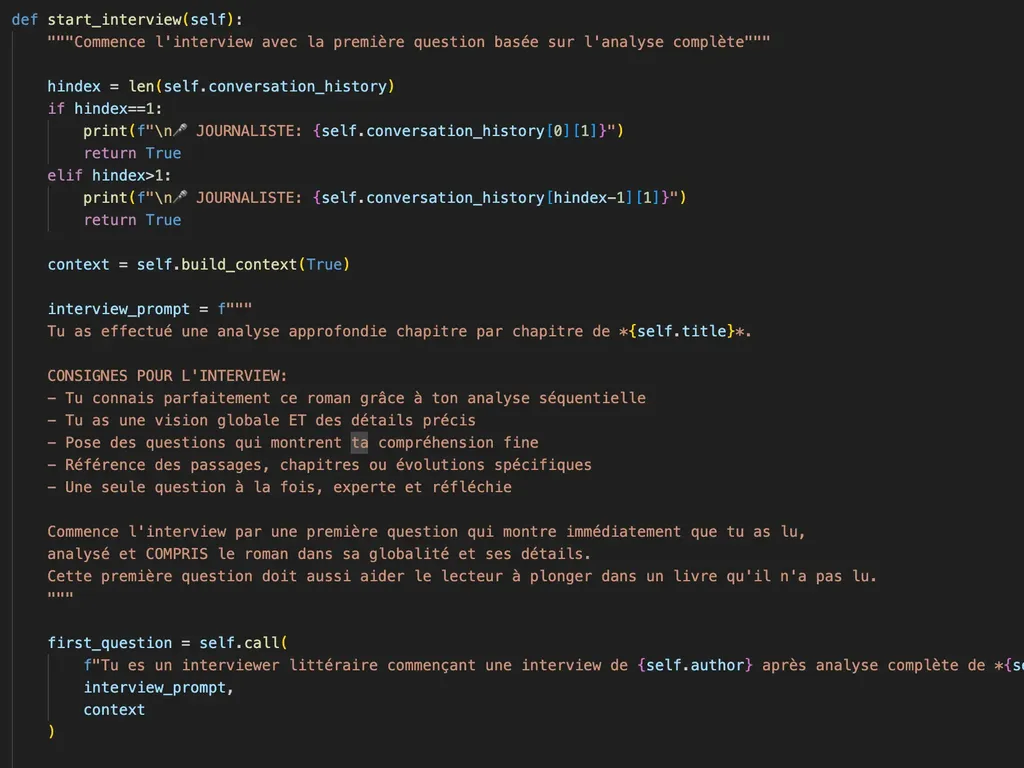 def start_interview(self):
"""Commence l'interview avec la première question basée sur l'analyse complète"""
hindex = len(self.conversation_history)
if hindex==1:
print(f"\n🎤 JOURNALISTE: {self.conversation_history[0][1]}")
return True
elif hindex>1:
print(f"\n🎤 JOURNALISTE: {self.conversation_history[hindex-1][1]}")
return True
context = self.build_context(True)
interview_prompt = f"""
Tu as effectué une analyse approfondie chapitre par chapitre de *{self.title}*.
CONSIGNES POUR L'INTERVIEW:
- Tu connais parfaitement ce roman grâce à ton analyse séquentielle
- Tu as une vision globale ET des détails précis
- Pose des questions qui montrent ta compréhension fine
- Référence des passages, chapitres ou évolutions spécifiques
- Une seule question à la fois, experte et réfléchie
Commence l'interview par une première question qui montre immédiatement que tu as lu,
analysé et COMPRIS le roman dans sa globalité et ses détails.
Cette première question doit aussi aider le lecteur à plonger dans un livre qu'il n'a pas lu.
"""
first_question = self.call(
f"Tu es un interviewer littéraire commençant une interview de {self.author} après analyse complète de *{s
interview_prompt,
context
)